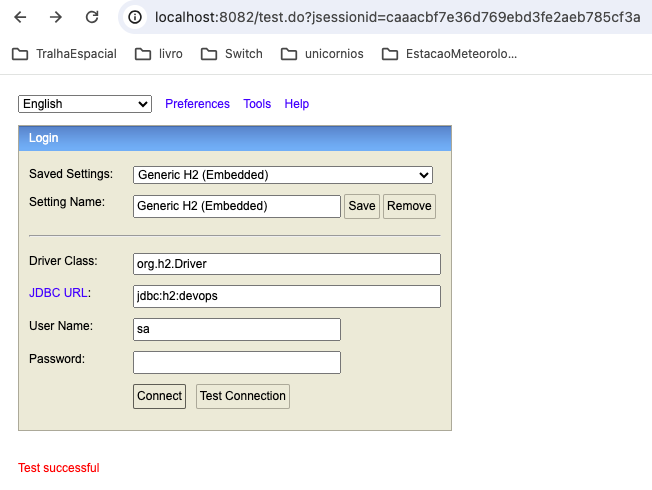 localhost:8082/test.do?jsessionid=caaacbf7e36d769ebd3fe2aeb785cf3a
TralhaEspacial livro Switch unicornios EstacaoMeteorolo...
English Preferences Tools Help
Login
Saved Settings: Generic H2 (Embedded)
Setting Name: Generic H2 (Embedded) Save Remove
Driver Class: org.h2.Driver
JDBC URL: jdbc:h2:devops
User Name: sa
Password:
Connect Test Connection
Test successful